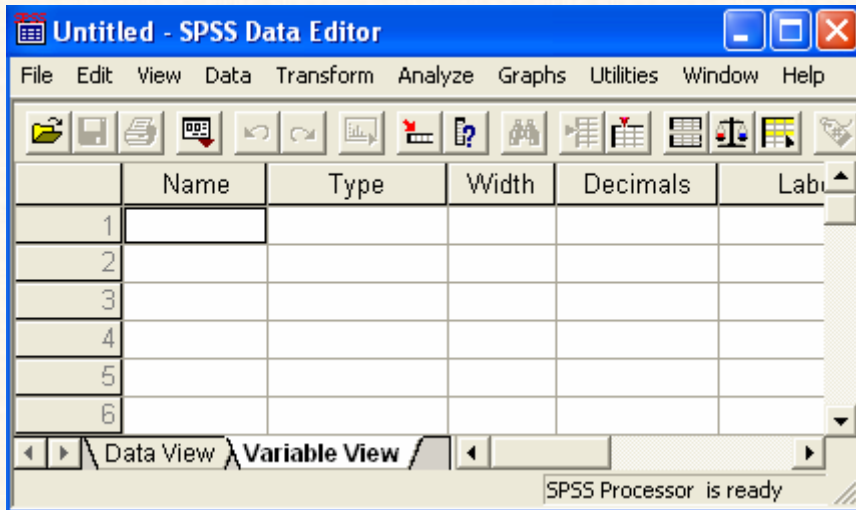 Untitled - SPSS Data Editor
File Edit View Data Transform Analyze Graphs Utilities Window Help
Name Type Width Decimals Labe
1
2
3
4
5
6
Data View Variable View
SPSS Processor is ready